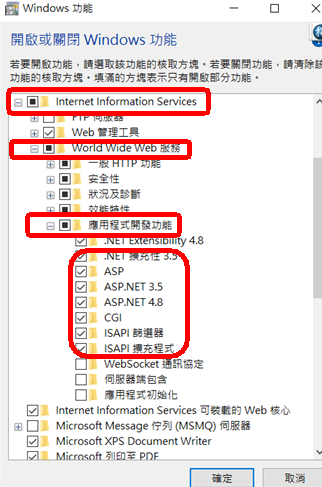 Windows 功能
開啟或關閉 Windows 功能
若要開啟功能，請選取該功能的核取方塊。若要關閉功能，請清除該
功能的核取方塊。填滿的方塊表示只有開啟部分功能。
Internet Information Services
FTP 伺服器
Web 管理工具
World Wide Web 服務
一般 HTTP 功能
安全性
狀況及診斷
效能特性
應用程式開發功能
.NET Extensibility 4.8
.NET 擴充性 3.5
ASP
ASP.NET 3.5
ASP.NET 4.8
CGI
ISAPI 篩選器
ISAPI 擴充程式
WebSocket 通訊協定
伺服器端包含
應用程式初始化
Internet Information Services 可裝載的 Web 核心
Microsoft Message 佇列 (MSMQ) 伺服器
Microsoft XPS Document Writer
Microsoft 列印至 PDF
確定
取消